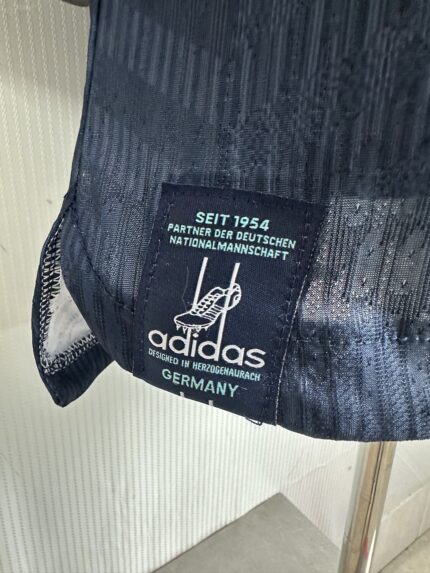 SEIT 1954
PARTNER DER DEUTSCHEN
NATIONALMANNSCHAFT
adidas
DESIGNED IN HERZOGENAURACH
GERMANY